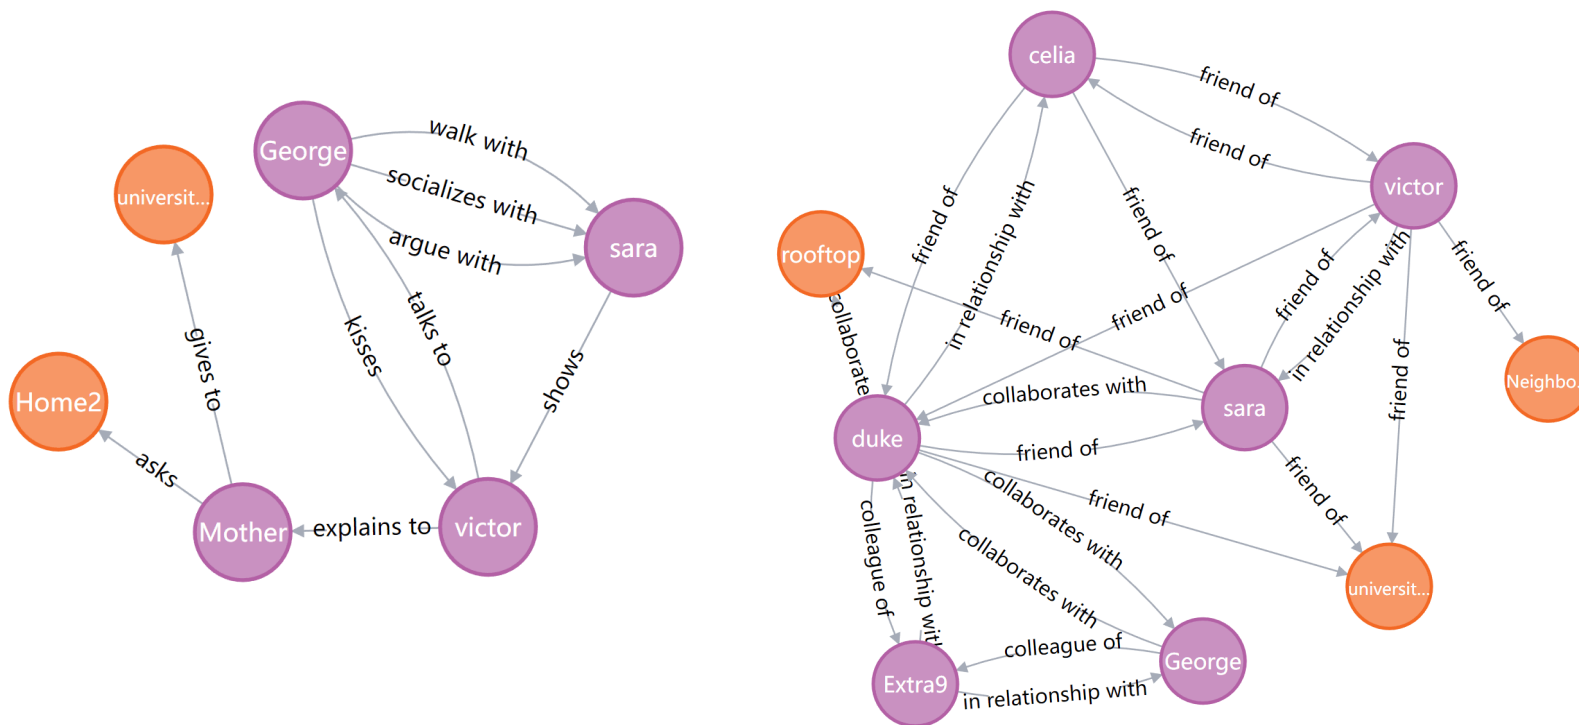 George
walk with
universit...
socializes with
argue with
sara
kisses
talks to
gives to
shows
Home2
asks
Mother
explains to
victor
celia
friend of
friend of
victor
friend of
in relationship with
friend of
rooftop
friend of
in relationship with
friend of
friend of
friend of
collaborate
friend of
Neighbo..
collaborates with
sara
duke
friend of
friend of
collaborates with
friend of
in relationship with
colleague of
collaborates with
universit...
colleague of
George
Extra9
in relationship with